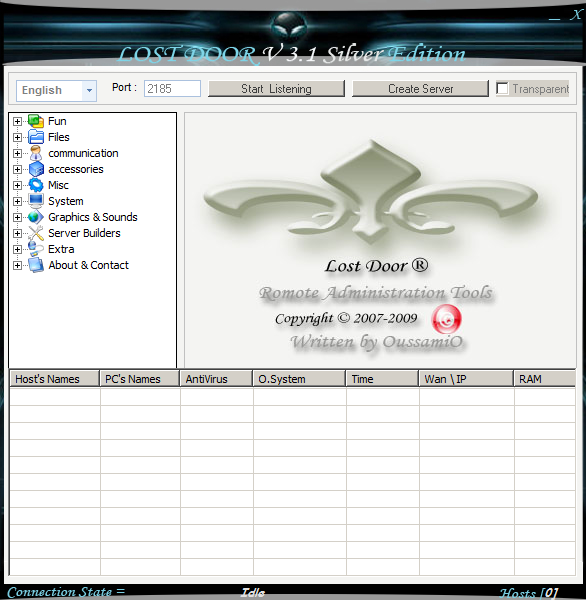 _ X
LOST DOOR V 3.1 Silver Edition
English Port : 2185 Start Listening Create Server Transparent
Fun
Files
communication
accessories
Misc
System
Graphics & Sounds
Server Builders
Extra
About & Contact
Lost Door ®
Romote Administration Tools
Copyright © 2007-2009
Written by OussamiO
Host's Names PC's Names AntiVirus O.System Time Wan \ IP RAM
Connection State = Idle Hosts [0]